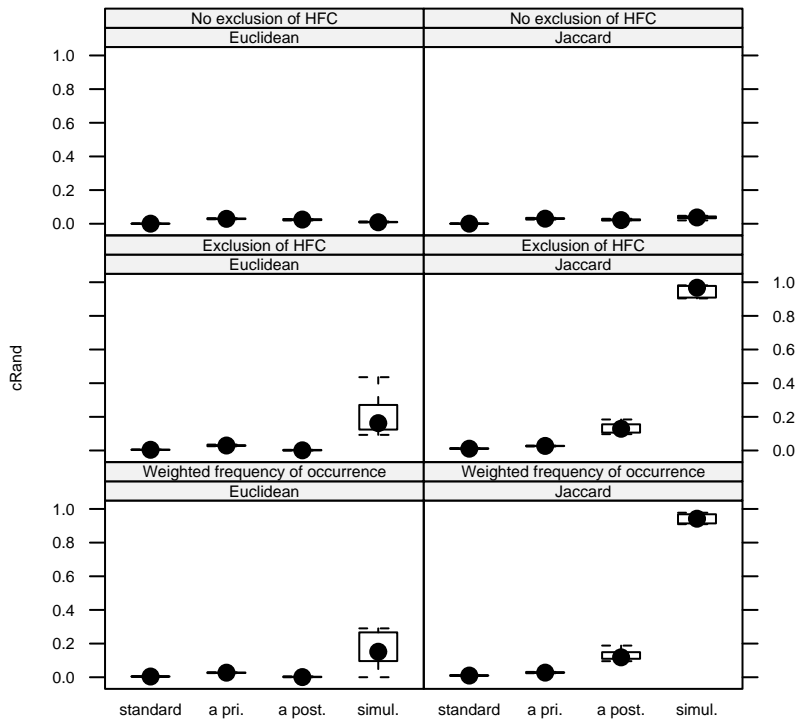 No exclusion of HFC No exclusion of HFC
Euclidean Jaccard
1.0
0.8
0.6
0.4
0.2
0.0
Exclusion of HFC Exclusion of HFC
Euclidean Jaccard
1.0
0.8
0.6
0.4
0.2
0.0
cRand
Weighted frequency of occurrence Weighted frequency of occurrence
Euclidean Jaccard
1.0
0.8
0.6
0.4
0.2
0.0
standard a pri. a post. simul. standard a pri. a post. simul.